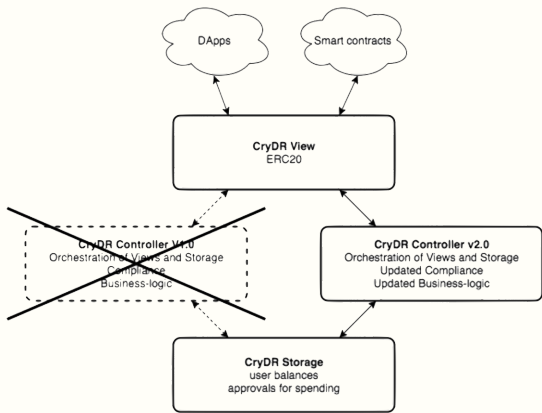 DApps
Smart contracts
CryDR View
ERC20
CryDR Controller V1.0
Orchestration of Views and Storage
Compliance
Business-logic
CryDR Controller v2.0
Orchestration of Views and Storage
Updated Compliance
Updated Business-logic
CryDR Storage
user balances
approvals for spending